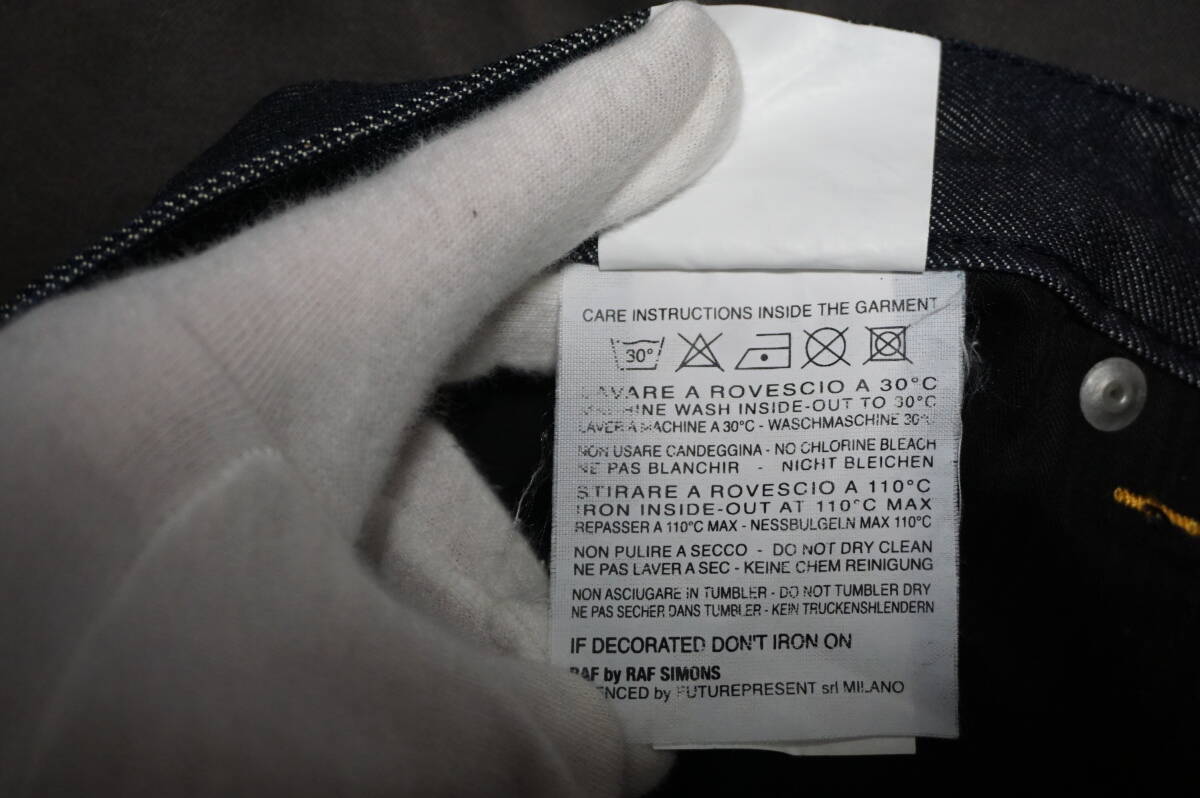 CARE INSTRUCTIONS INSIDE THE GARMENT
30°
LAVARE A ROVESCIO A 30°C
MACHINE WASH INSIDE-OUT TO 30°C
LAVER A MACHINE A 30°C - WASCHMASCHINE 30°C
NON USARE CANDEGGINA - NO CHLORINE BLEACH
NE PAS BLANCHIR - NICHT BLEICHEN
STIRARE A ROVESCIO A 110°C
IRON INSIDE-OUT AT 110°C MAX
REPASSER A 110°C MAX - NESSBULGELN MAX 110°C
NON PULIRE A SECCO - DO NOT DRY CLEAN
NE PAS LAVER A SEC - KEINE CHEM REINIGUNG
NON ASCIUGARE IN TUMBLER - DO NOT TUMBLER DRY
NE PAS SECHER DANS TUMBLER - KEIN TRUCKENSHLENDERN
IF DECORATED DON'T IRON ON
RAF by RAF SIMONS
by FUTUREPRESENT srl MILANO